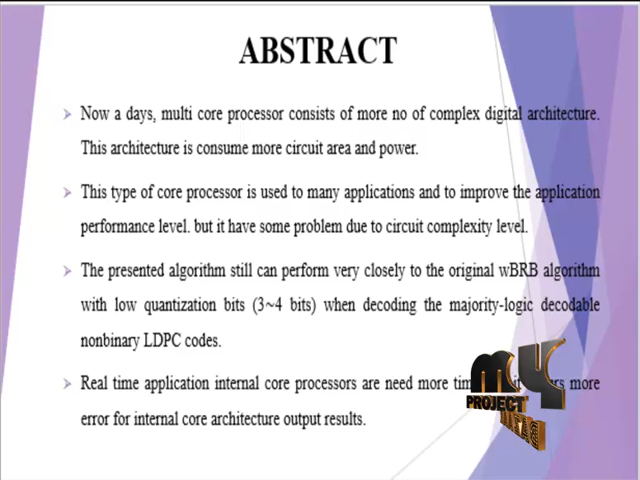 ABSTRACT
Now a days, multi core processor consists of more no of complex digital architecture.
This architecture is consume more circuit area and power.
This type of core processor is used to many applications and to improve the application
performance level. but it have some problem due to circuit complexity level.
The presented algorithm still can perform very closely to the original wBRB algorithm
with low quantization bits (3~4 bits) when decoding the majority-logic decodable
nonbinary LDPC codes.
Real time application internal core processors are need more more
error for internal core architecture output results.
MY
PROJECT